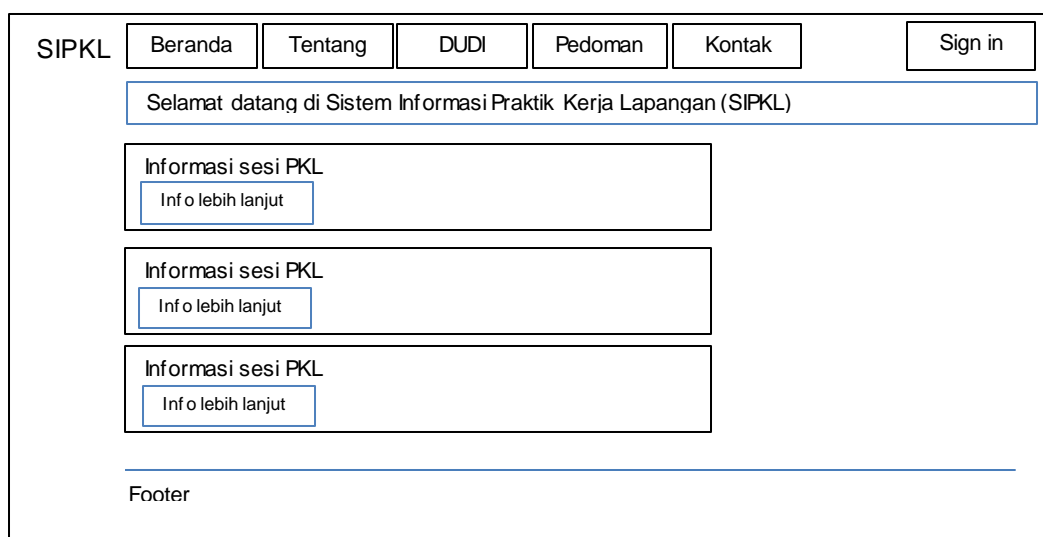 SIPKL Beranda Tentang DUDI Pedoman Kontak Sign in
Selamat datang di Sistem Informasi Praktik Kerja Lapangan (SIPKL)
Informasi sesi PKL
Info lebih lanjut
Informasi sesi PKL
Info lebih lanjut
Informasi sesi PKL
Info lebih lanjut
Footer